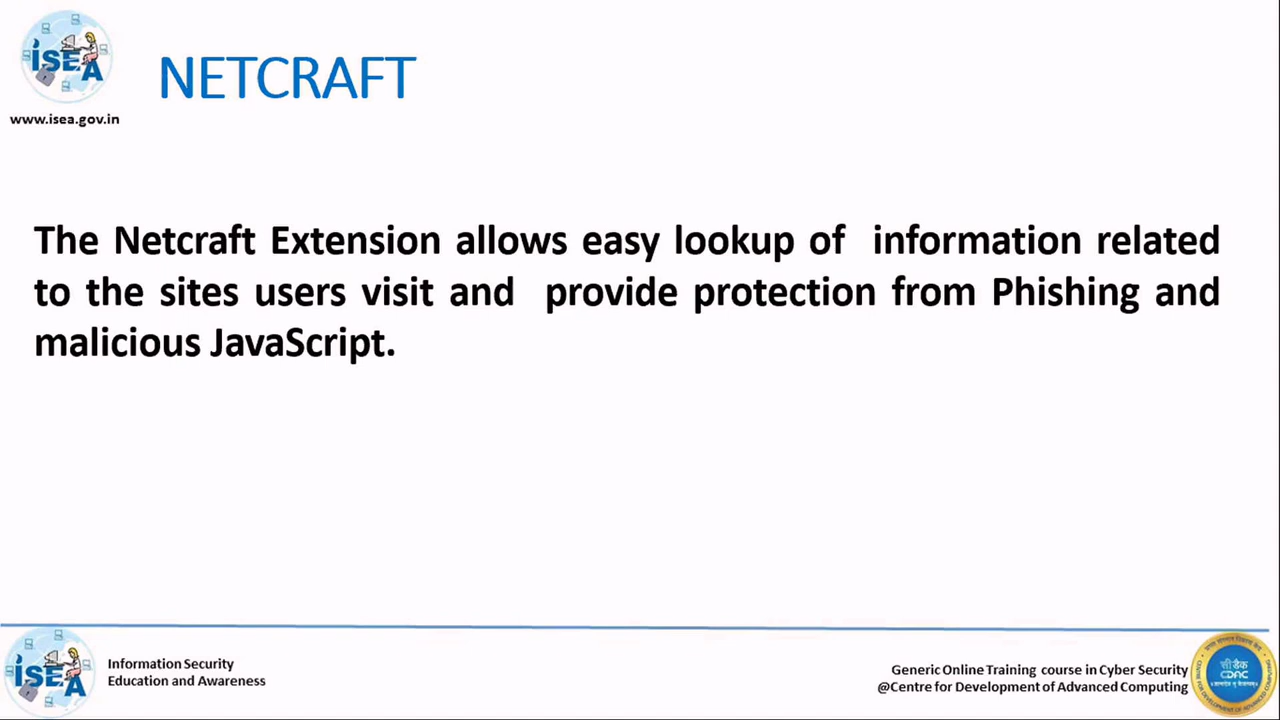 iSEA
www.isea.gov.in
NETCRAFT
The Netcraft Extension allows easy lookup of information related
to the sites users visit and provide protection from Phishing and
malicious JavaScript.
iSEA
Information Security
Education and Awareness
Generic Online Training course in Cyber Security
@Centre for Development of Advanced Computing
सी डैक
CDAC